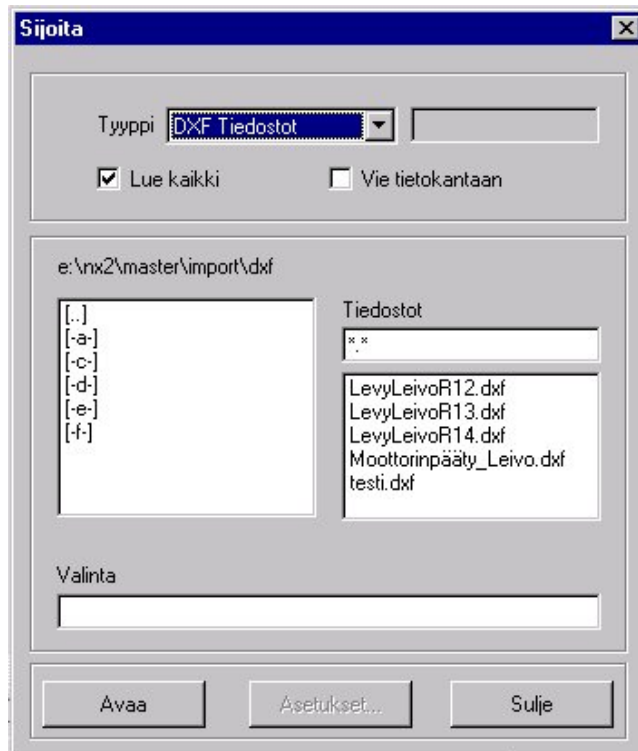 Sijoita
Tyyppi DXF Tiedostot
Lue kaikki Vie tietokantaan
e:\nx2\master\import\dxf
[..]
[-a-]
[-c-]
[-d-]
[-e-]
[-f-]
Tiedostot
*.*
LevyLeivoR12.dxf
LevyLeivoR13.dxf
LevyLeivoR14.dxf
Moottorinpääty_Leivo.dxf
testi.dxf
Valinta
Avaa Asetukset... Sulje